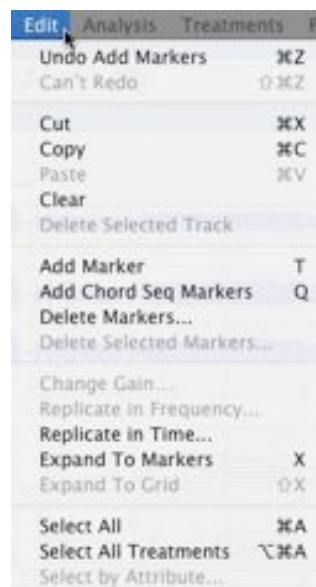 Edit Analysis Treatments
Undo Add Markers ⌘Z
Can't Redo ⇧⌘Z
Cut ⌘X
Copy ⌘C
Paste ⌘V
Clear
Delete Selected Track
Add Marker T
Add Chord Seq Markers Q
Delete Markers...
Delete Selected Markers...
Change Gain...
Replicate in Frequency...
Replicate in Time...
Expand To Markers X
Expand To Grid ⇧X
Select All ⌘A
Select All Treatments ⌥⌘A
Select by Attribute...